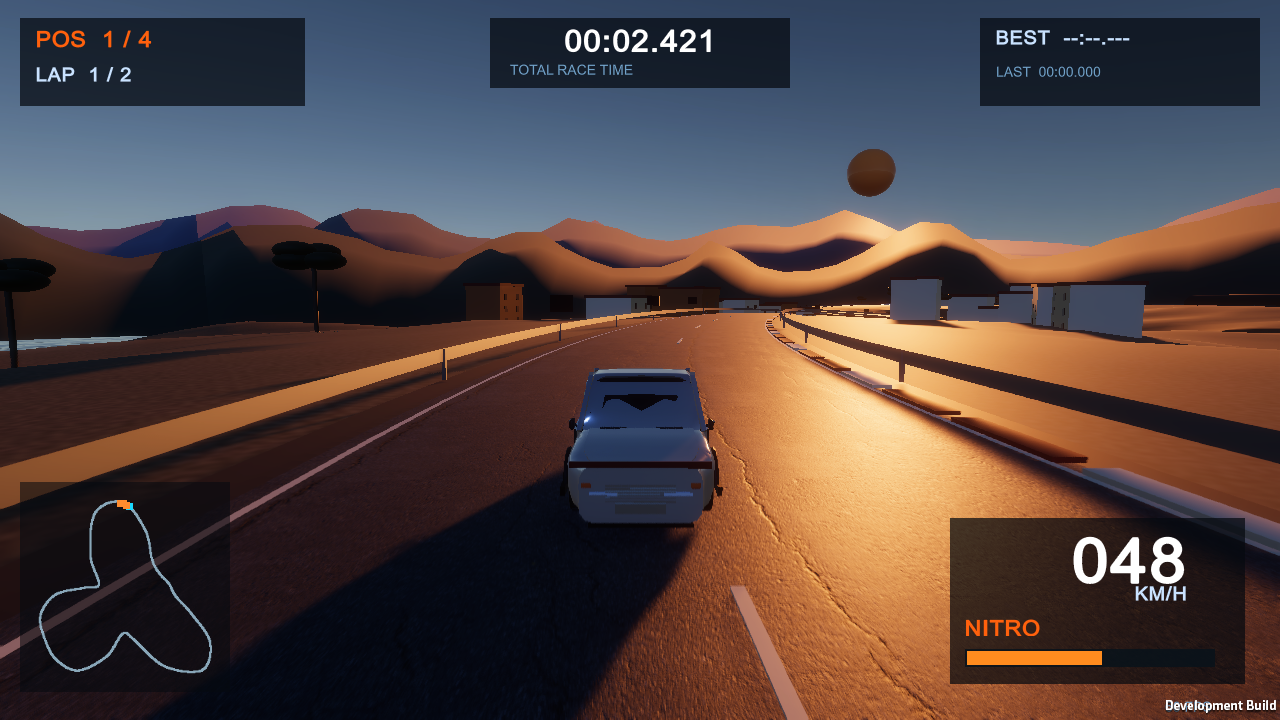 POS 1 / 4
LAP 1 / 2
00:02.421
TOTAL RACE TIME
BEST --:--.---
LAST 00:00.000
048
KM/H
NITRO
Development Build